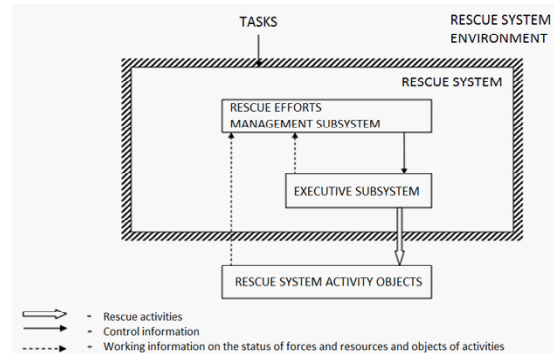 TASKS
RESCUE SYSTEM
ENVIRONMENT
RESCUE SYSTEM
RESCUE EFFORTS
MANAGEMENT SUBSYSTEM
EXECUTIVE SUBSYSTEM
RESCUE SYSTEM ACTIVITY OBJECTS
- Rescue activities
- Control information
- Working information on the status of forces and resources and objects of activities